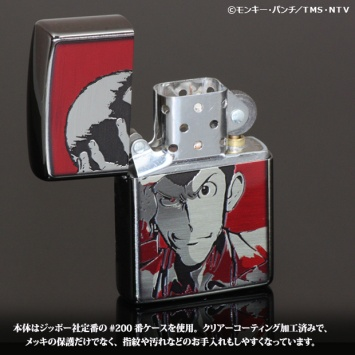 ©モンキー・パンチ/TMS・NTV
本体はジッポー社定番の#200番ケースを使用。クリアーコーティング加工済みで、
メッキの保護だけでなく、指紋や汚れなどのお手入れもしやすくなっています。